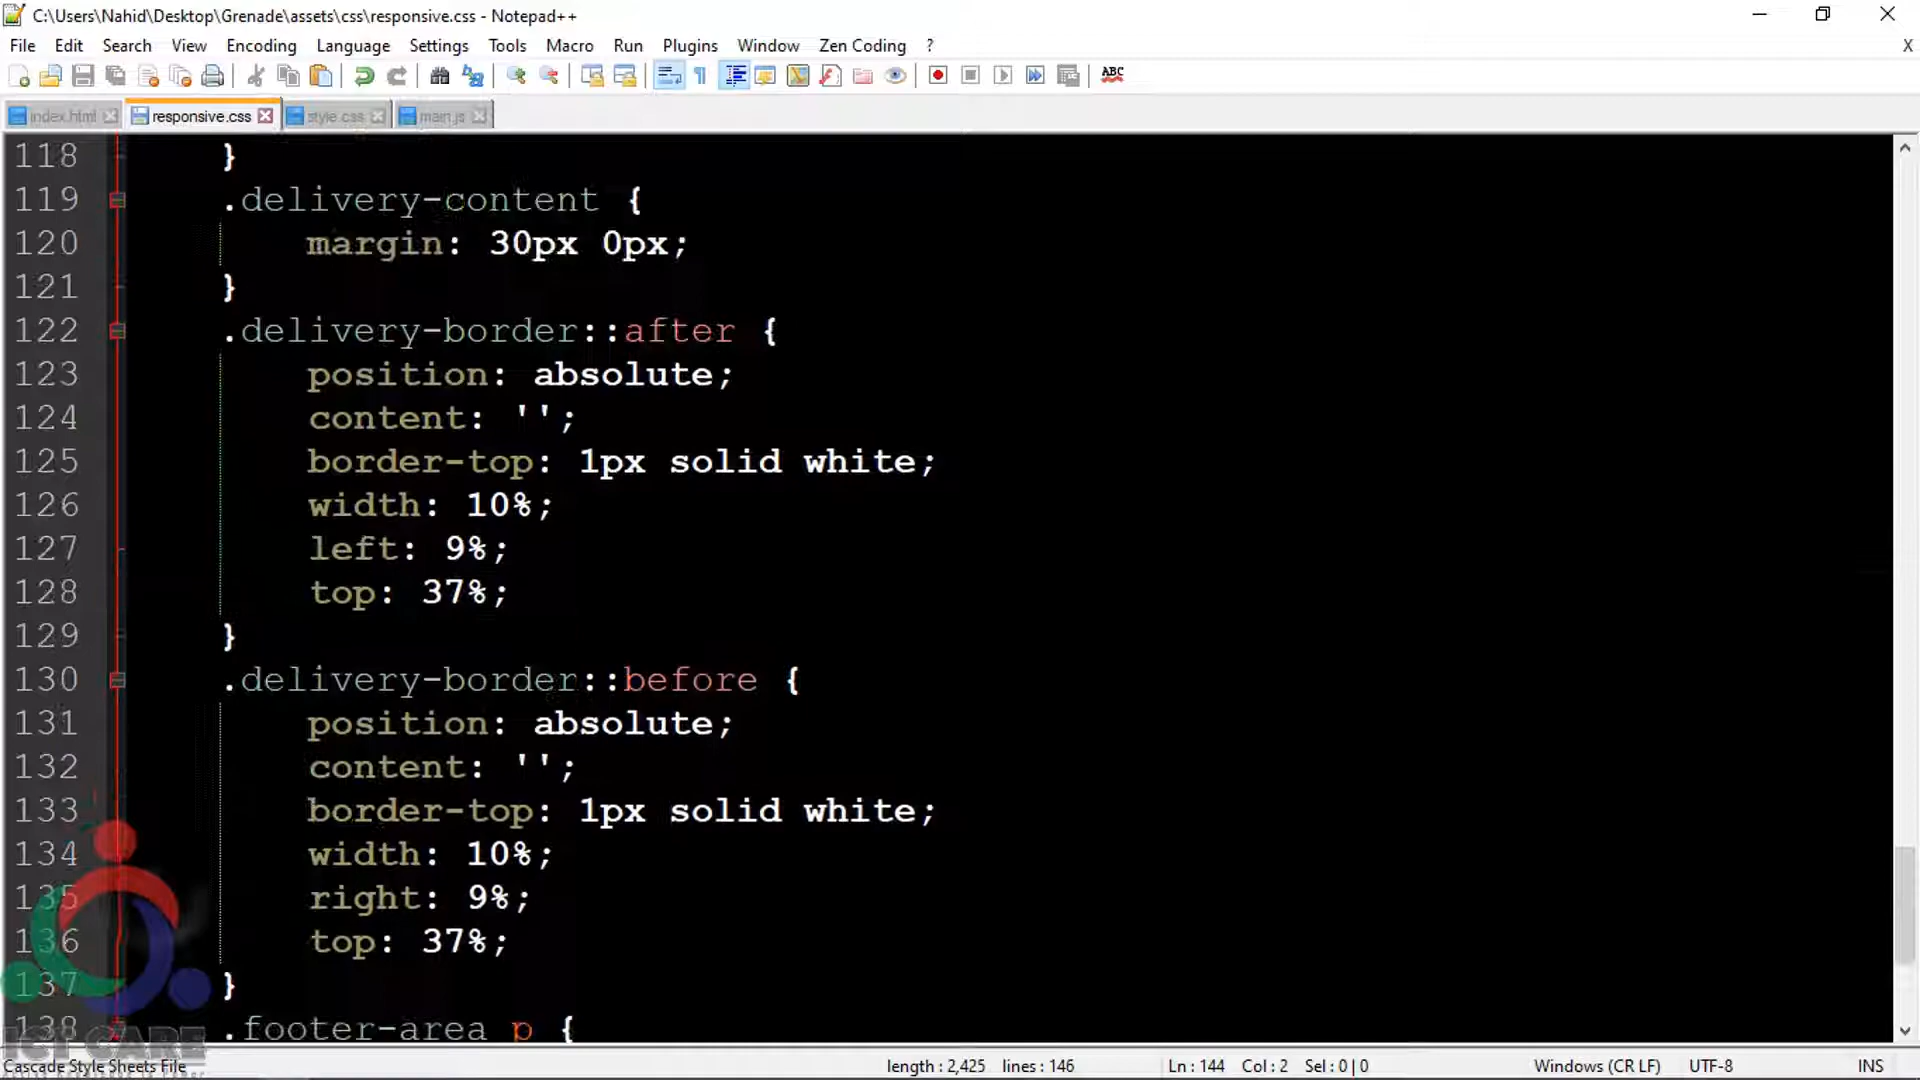 C:\Users\Nahid\Desktop\Grenade\assets\css\responsive.css - Notepad++
File Edit Search View Encoding Language Settings Tools Macro Run Plugins Window Zen Coding ? X
ABC
index.html responsive.css style.css main.js
118 }
119 .delivery-content {
120 margin: 30px 0px;
121 }
122 .delivery-border::after {
123 position: absolute;
124 content: '';
125 border-top: 1px solid white;
126 width: 10%;
127 left: 9%;
128 top: 37%;
129 }
130 .delivery-border::before {
131 position: absolute;
132 content: '';
133 border-top: 1px solid white;
134 width: 10%;
135 right: 9%;
136 top: 37%;
137 }
138 .footer-area p {
ICT CARE
Cascade Style Sheets File length : 2,425 lines : 146 Ln : 144 Col : 2 Sel : 0 | 0 Windows (CR LF) UTF-8 INS